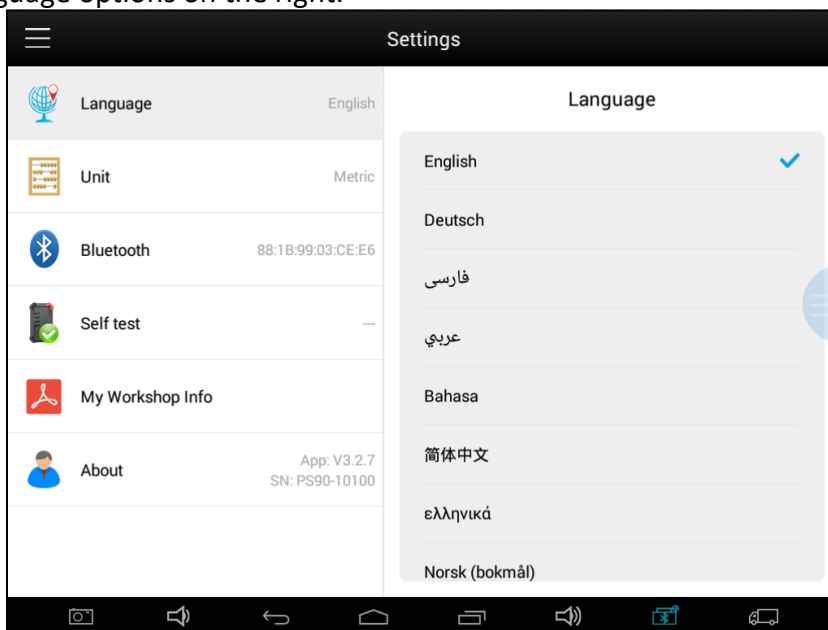 guage options on the right.
Settings
Language English
Unit Metric
Bluetooth 88:1B:99:03:CE:E6
Self test ---
My Workshop Info
About App: V3.2.7
SN: PS90-10100
Language
English
Deutsch
فارسی
عربي
Bahasa
简体中文
ελληνικά
Norsk (bokmål)